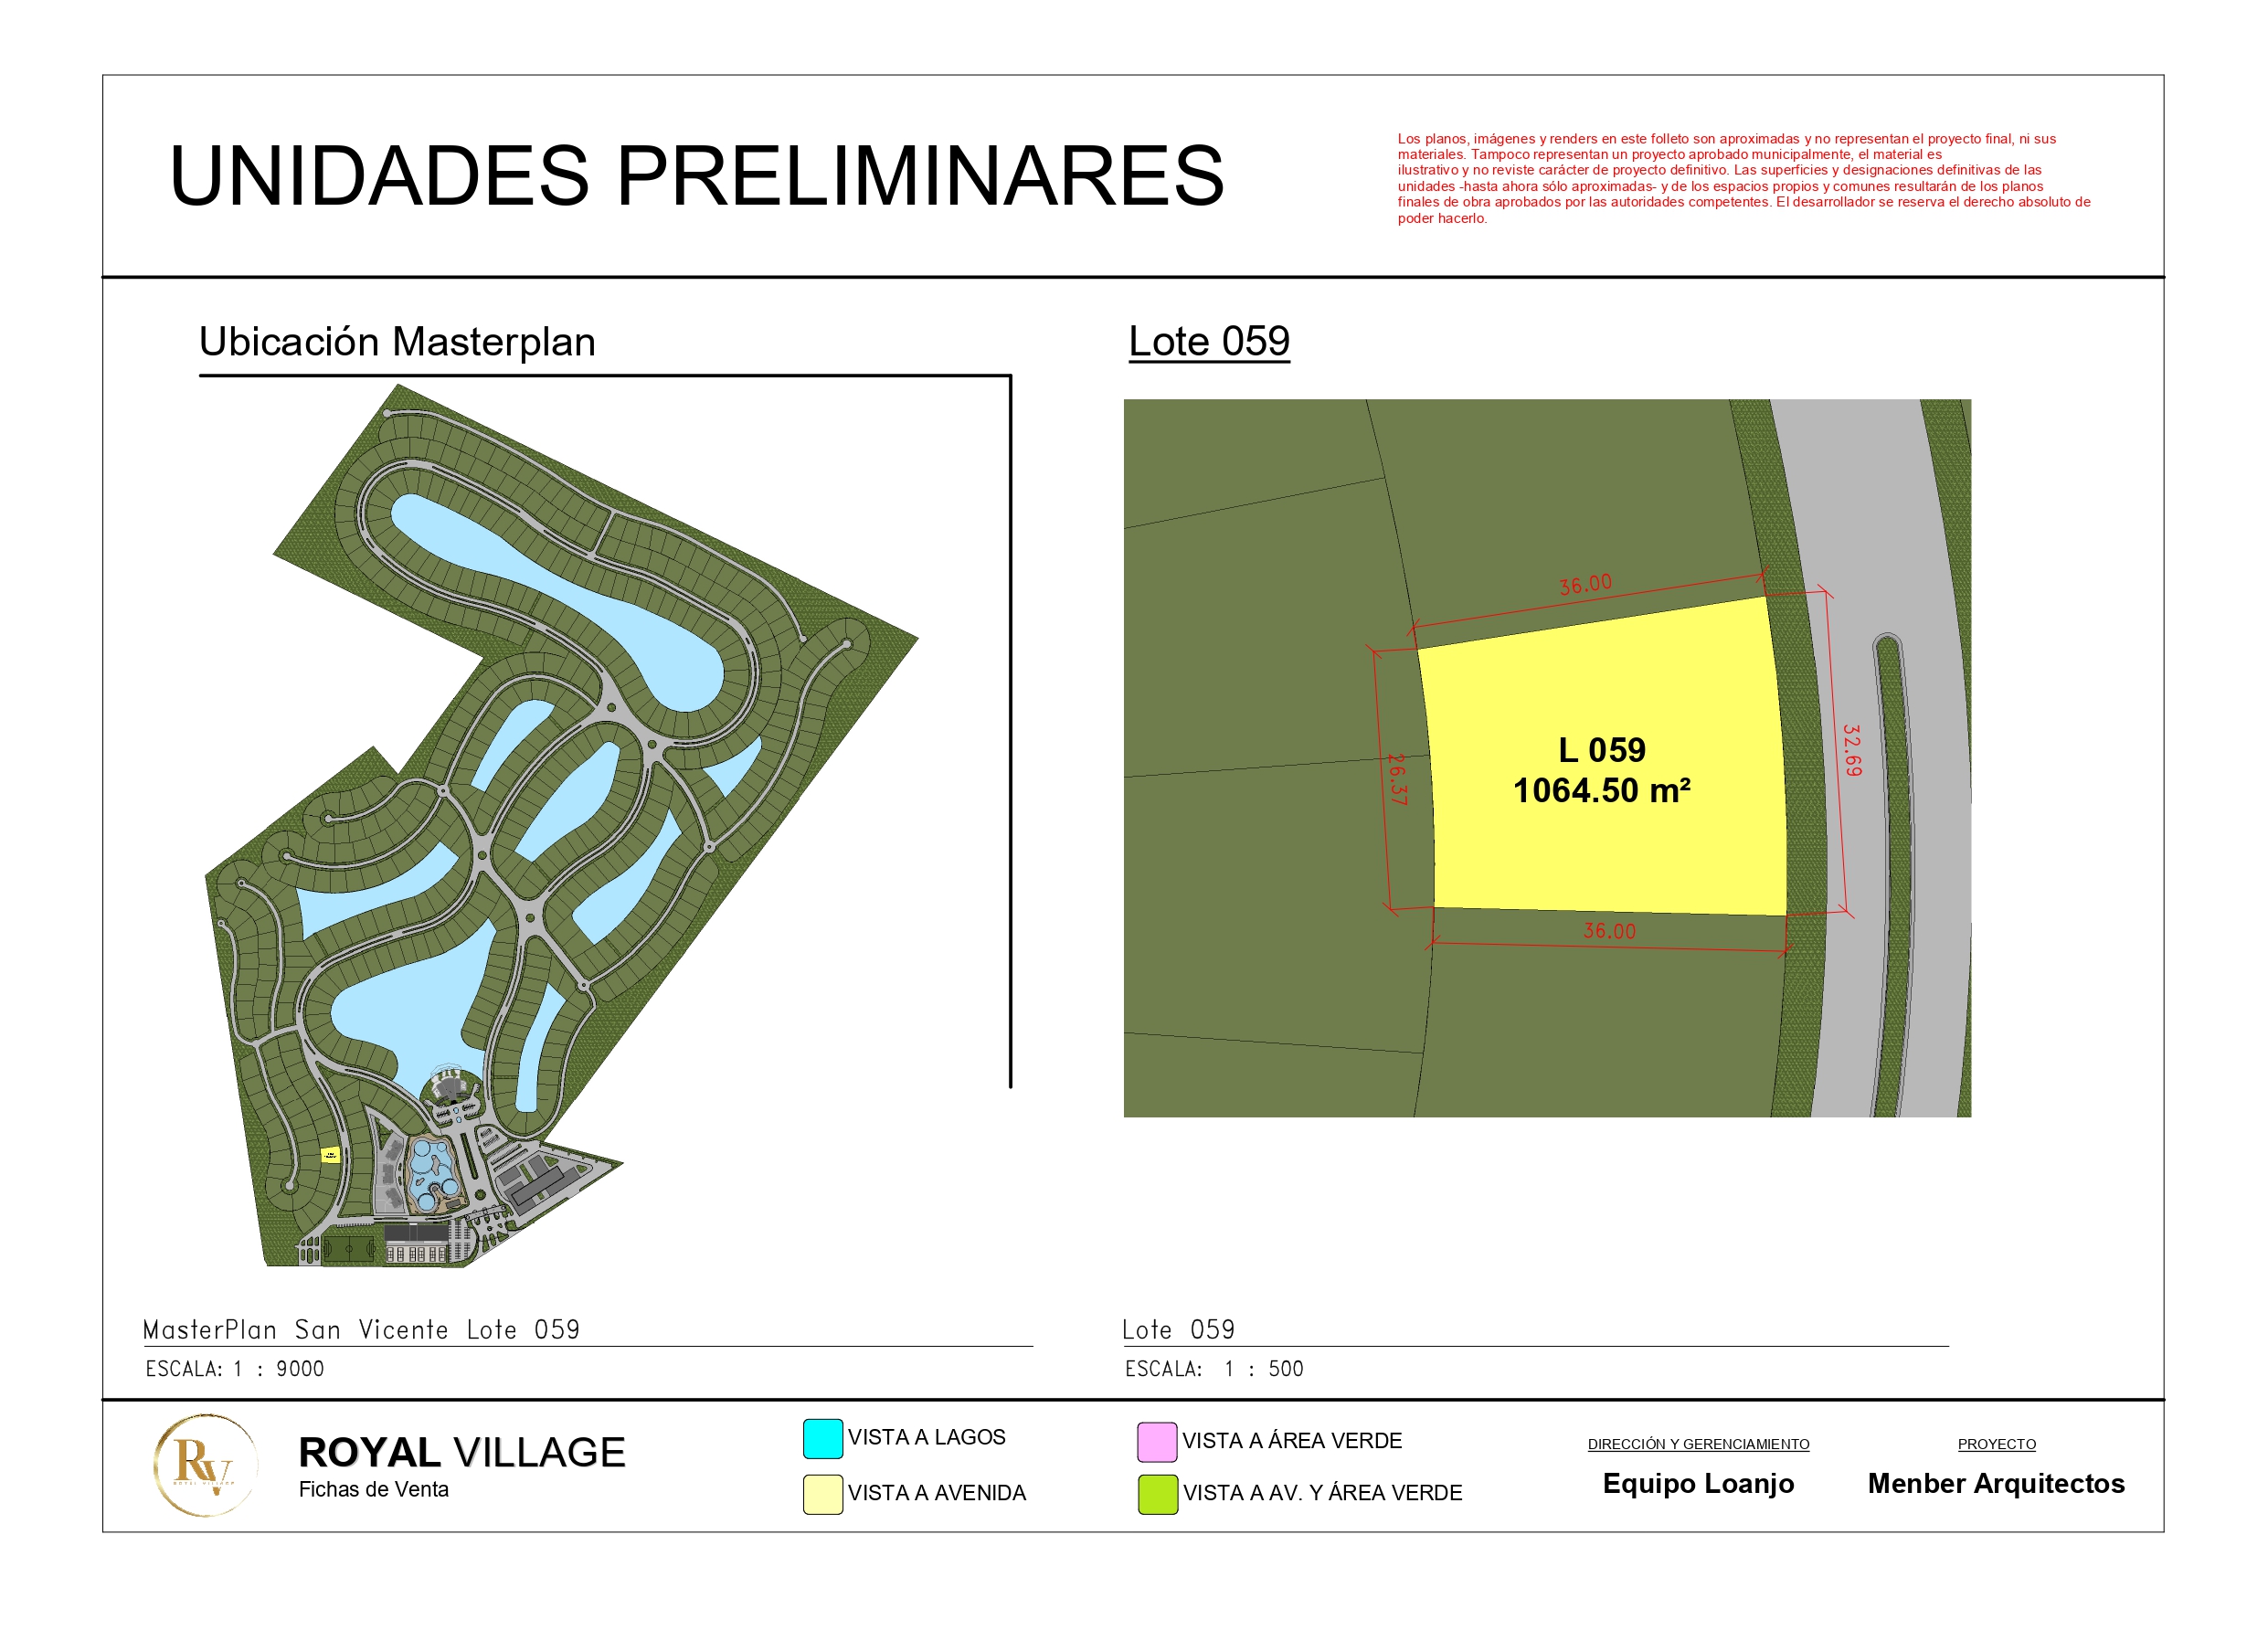 UNIDADES PRELIMINARES
Los planos, imágenes y renders en este folleto son aproximadas y no representan el proyecto final, ni sus
materiales. Tampoco representan un proyecto aprobado municipalmente, el material es
ilustrativo y no reviste carácter de proyecto definitivo. Las superficies y designaciones definitivas de las
unidades -hasta ahora sólo aproximadas- y de los espacios propios y comunes resultarán de los planos
finales de obra aprobados por las autoridades competentes. El desarrollador se reserva el derecho absoluto de
poder hacerlo.
Ubicación Masterplan
Lote 059
36.00
26.37
32.69
L 059
1064.50 m²
36.00
MasterPlan San Vicente Lote 059
ESCALA: 1 : 9000
Lote 059
ESCALA: 1 : 500
RV
ROYAL VILLAGE
ROYAL VILLAGE
Fichas de Venta
VISTA A LAGOS
VISTA A AVENIDA
VISTA A ÁREA VERDE
VISTA A AV. Y ÁREA VERDE
DIRECCIÓN Y GERENCIAMIENTO
Equipo Loanjo
PROYECTO
Menber Arquitectos